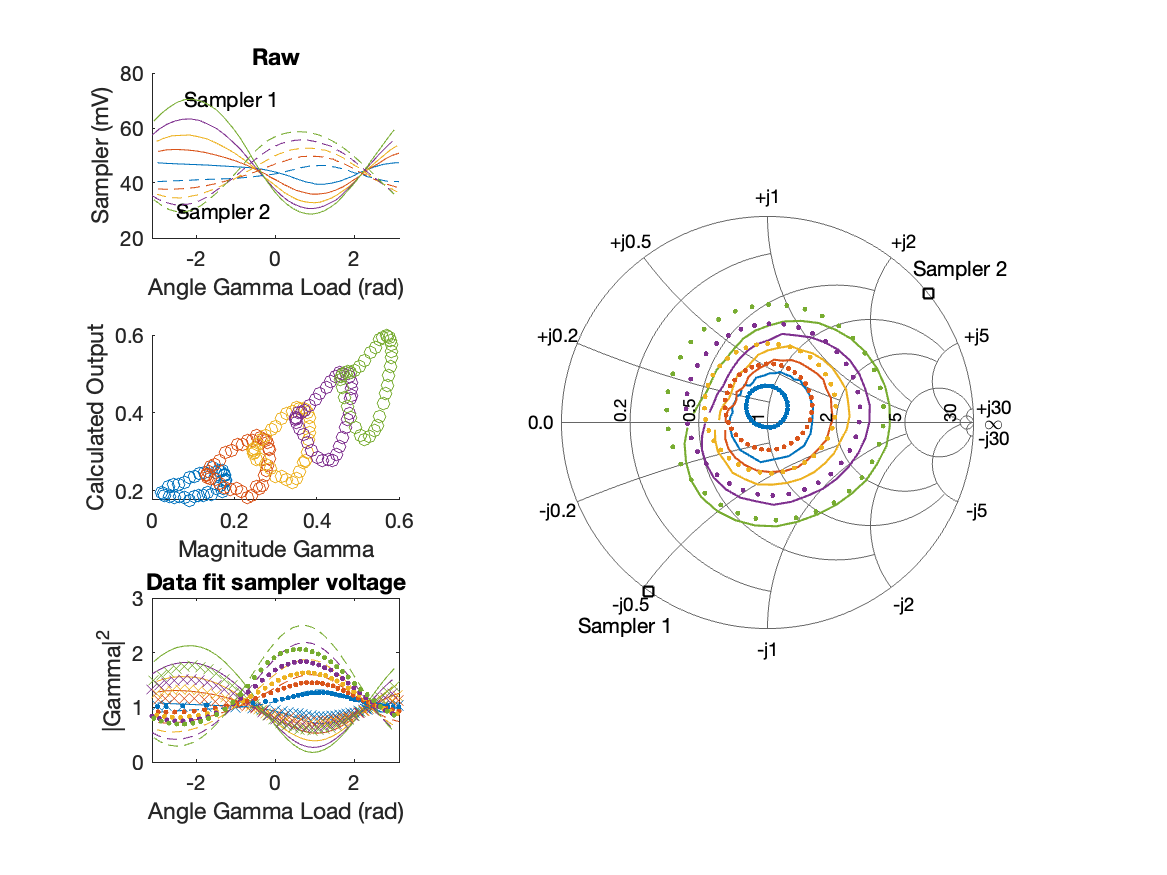 Raw
80
60
40
20
Sampler (mV)
Sampler 1
Sampler 2
-2
0
2
Angle Gamma Load (rad)
0.6
0.4
0.2
Calculated Output
0
0.2
0.4
0.6
Magnitude Gamma
Data fit sampler voltage
3
2
1
0
|Gamma|²
-2
0
2
Angle Gamma Load (rad)
+j1
+j0.5
+j2
Sampler 2
+j0.2
+j5
0.0
0.2
0.5
1
2
5
30
+j30
∞
-j30
-j0.2
-j5
-j0.5
-j2
Sampler 1
-j1